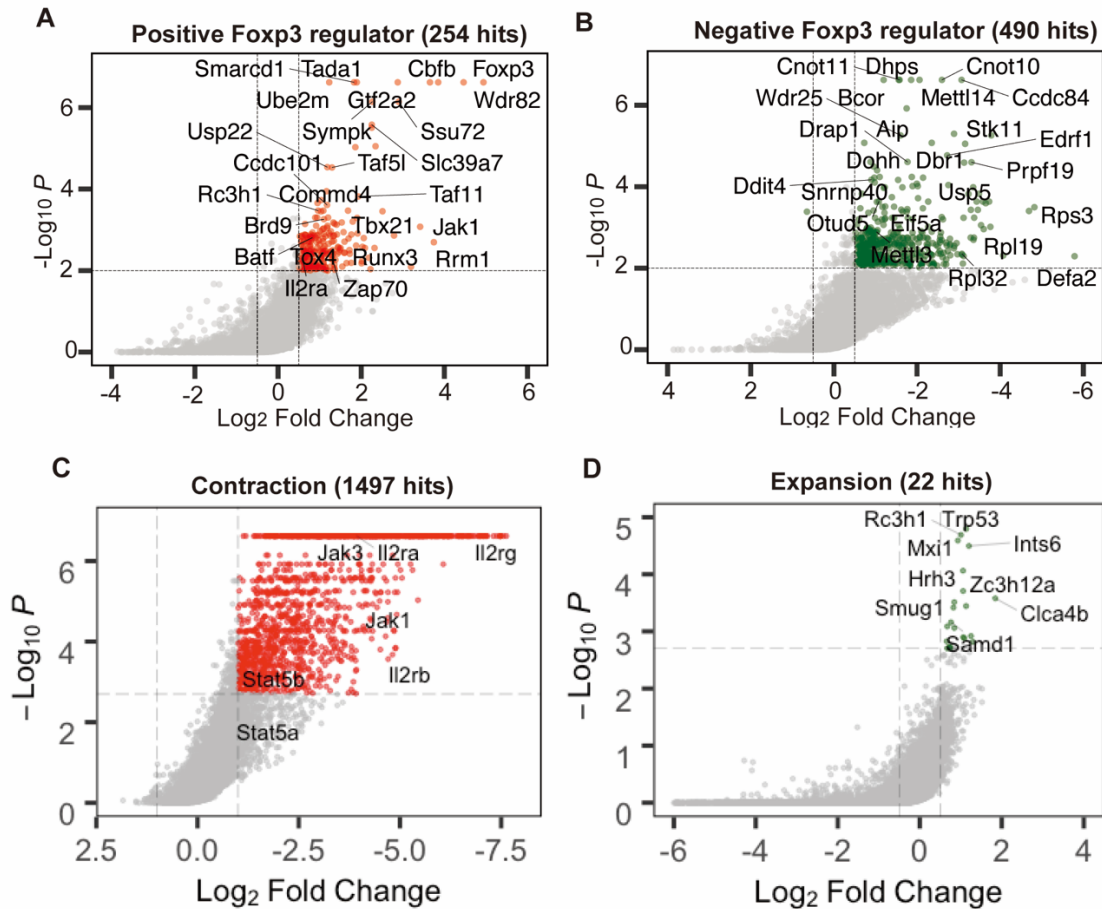 A
Positive Foxp3 regulator (254 hits)
Smarcd1 Tada1 Cbfb Foxp3
Ube2m Gtf2a2 Wdr82
Usp22 Sympk Ssu72
Ccdc101 Taf5l Slc39a7
Rc3h1 Commd4 Taf11
Brd9 Tbx21 Jak1
Batf Tox4 Runx3 Rrm1
Il2ra Zap70
-Log10 P
6
4
2
0
-4 -2 0 2 4 6
Log2 Fold Change
B
Negative Foxp3 regulator (490 hits)
Cnot11 Dhps Cnot10
Wdr25 Bcor Mettl14 Ccdc84
Drap1 Aip Stk11 Edrf1
Dohh Dbr1 Prpf19
Ddit4 Snrnp40 Usp5
Otud5 Eif5a Rps3
Mettl3 Rpl19
Rpl32 Defa2
-Log10 P
6
4
2
0
4 2 0 -2 -4 -6
Log2 Fold Change
C
Contraction (1497 hits)
Jak3 Il2ra Il2rg
Jak1
Stat5b Il2rb
Stat5a
– Log10 P
6
4
2
0
2.5 0.0 -2.5 -5.0 -7.5
Log2 Fold Change
D
Expansion (22 hits)
Rc3h1 Trp53
Mxi1 Ints6
Hrh3 Zc3h12a
Smug1 Clca4b
Samd1
– Log10 P
5
4
3
2
1
0
-6 -4 -2 0 2 4
Log2 Fold Change